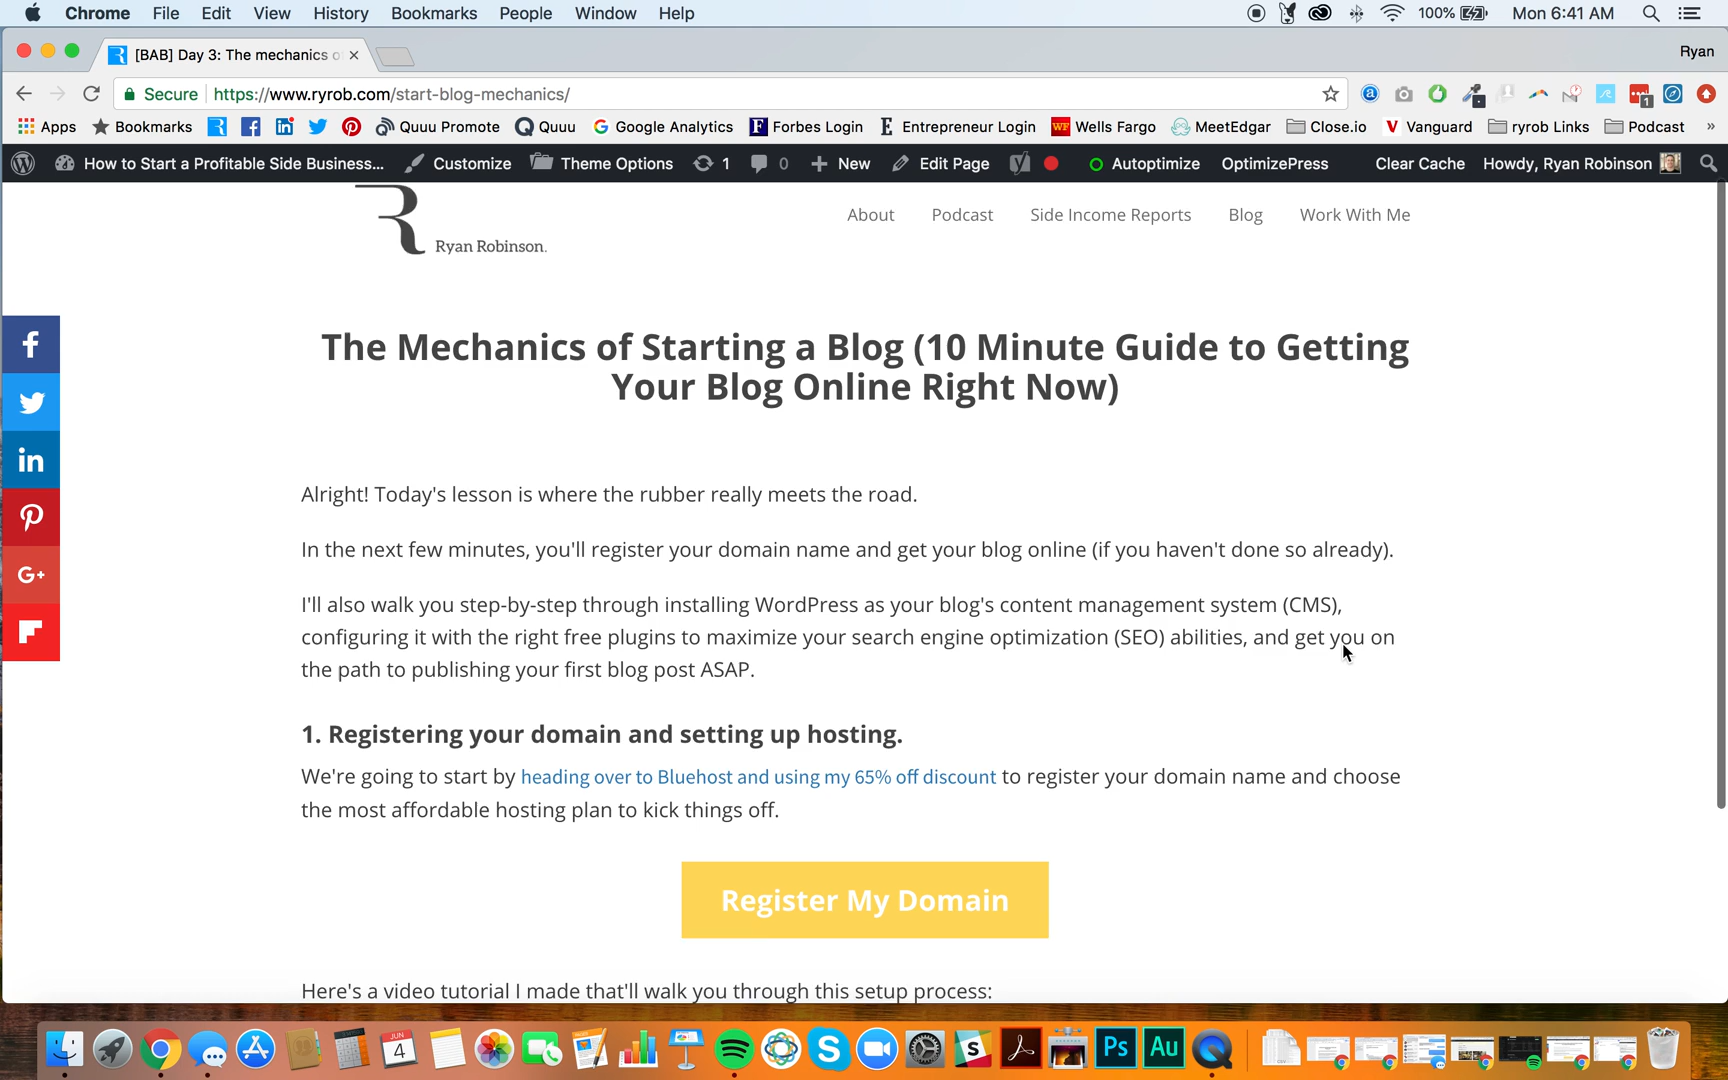 Chrome File Edit View History Bookmarks People Window Help 100% Mon 6:41 AM
[BAB] Day 3: The mechanics o Ryan
Secure https://www.ryrob.com/start-blog-mechanics/ 1
Apps Bookmarks Quuu Promote Quuu Google Analytics Forbes Login Entrepreneur Login Wells Fargo MeetEdgar Close.io Vanguard ryrob Links Podcast »
How to Start a Profitable Side Business... Customize Theme Options 1 0 New Edit Page Autoptimize OptimizePress Clear Cache Howdy, Ryan Robinson
About Podcast Side Income Reports Blog Work With Me
R Ryan Robinson.
The Mechanics of Starting a Blog (10 Minute Guide to Getting
Your Blog Online Right Now)
Alright! Today's lesson is where the rubber really meets the road.
In the next few minutes, you'll register your domain name and get your blog online (if you haven't done so already).
I'll also walk you step-by-step through installing WordPress as your blog's content management system (CMS),
configuring it with the right free plugins to maximize your search engine optimization (SEO) abilities, and get you on
the path to publishing your first blog post ASAP.
1. Registering your domain and setting up hosting.
We're going to start by heading over to Bluehost and using my 65% off discount to register your domain name and choose
the most affordable hosting plan to kick things off.
Register My Domain
Here's a video tutorial I made that'll walk you through this setup process:
JUN
4
Ps Au